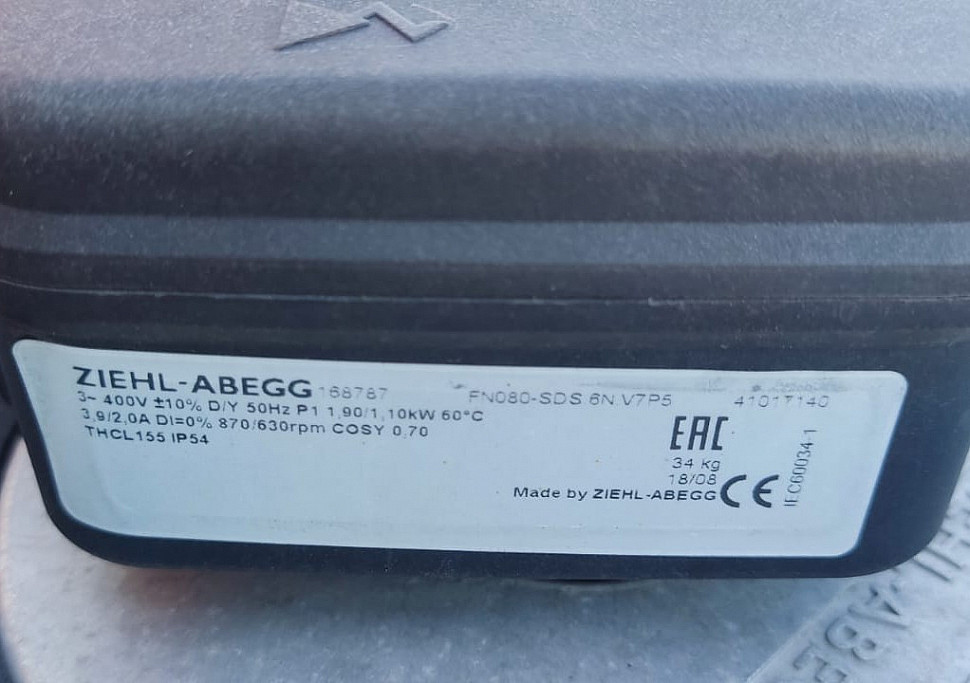 ZIEHL-ABEGG 168787 FN080-SDS.6N.V7P5 41011140
3~ 400V ±10% D/Y 50Hz P1 1,90/1,10kW 60°C
3,9/2,0A DI=0% 870/630rpm COSY 0,70
THCL155 IP54
EAC
34 kg
18/08
Made by ZIEHL-ABEGG CE
IEC60034-1